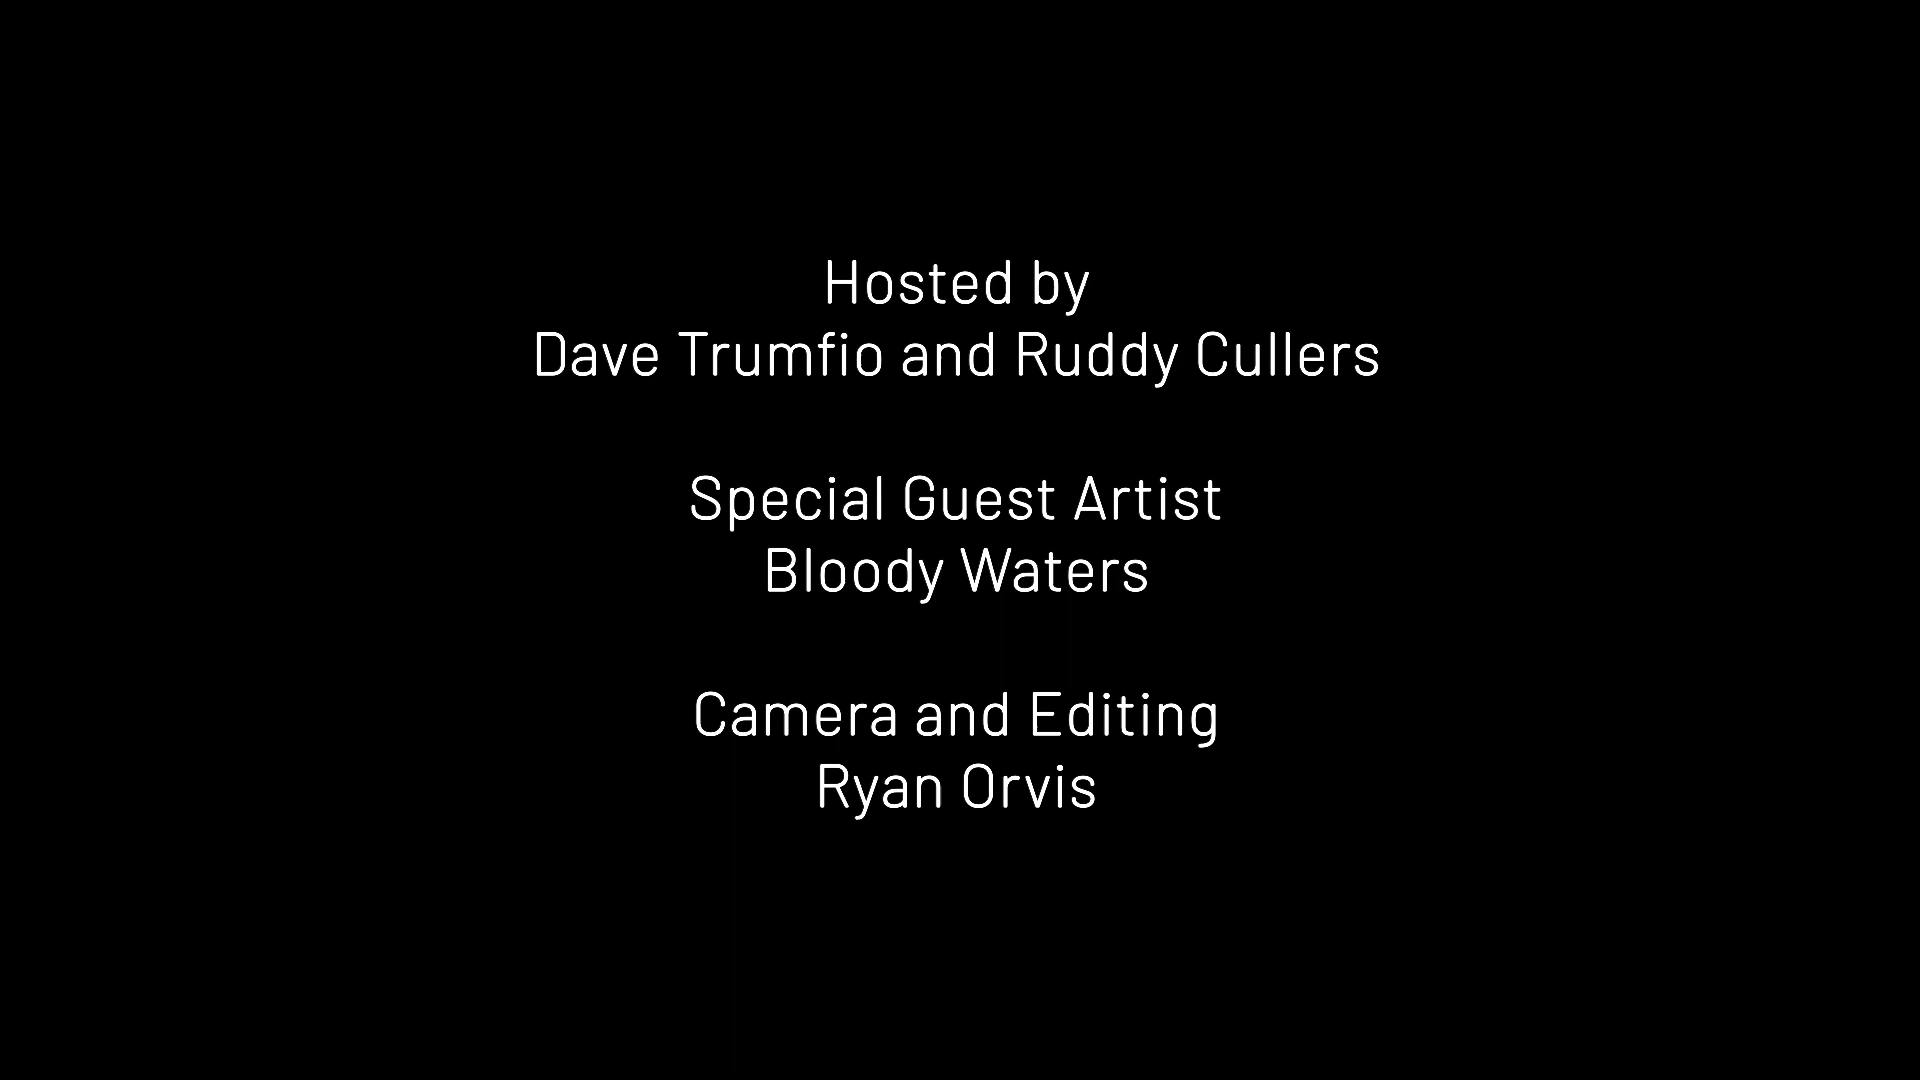 Hosted by
Dave Trumfio and Ruddy Cullers
Special Guest Artist
Bloody Waters
Camera and Editing
Ryan Orvis